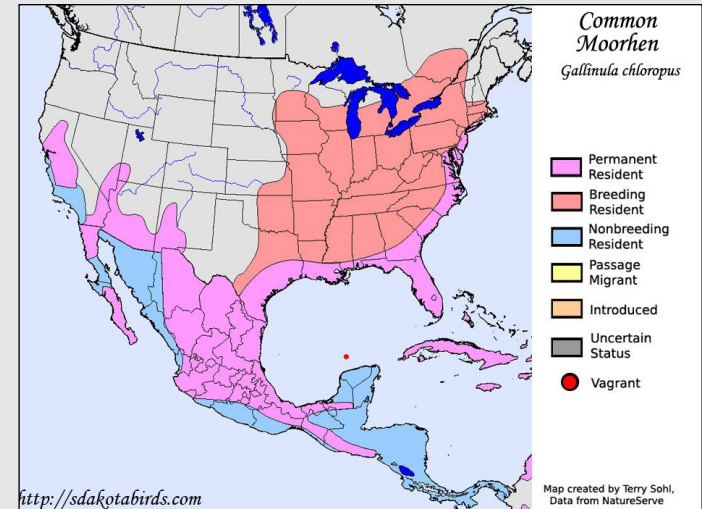 Common
Moorhen
Gallinula chloropus
Permanent
Resident
Breeding
Resident
Nonbreeding
Resident
Passage
Migrant
Introduced
Uncertain
Status
Vagrant
http://sdakotabirds.com
Map created by Terry Sohl,
Data from NatureServe